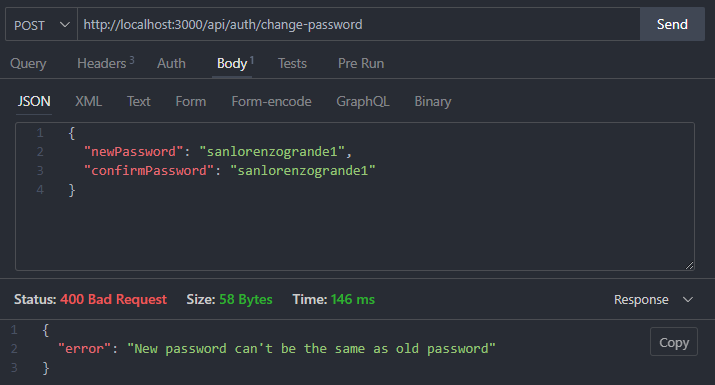 POST http://localhost:3000/api/auth/change-password Send
Query Headers 3 Auth Body 1 Tests Pre Run
JSON XML Text Form Form-encode GraphQL Binary
1 {
2 "newPassword": "sanlorenzogrande1",
3 "confirmPassword": "sanlorenzogrande1"
4 }
Status: 400 Bad Request Size: 58 Bytes Time: 146 ms Response
1 {
2 "error": "New password can't be the same as old password"
3 }
Copy